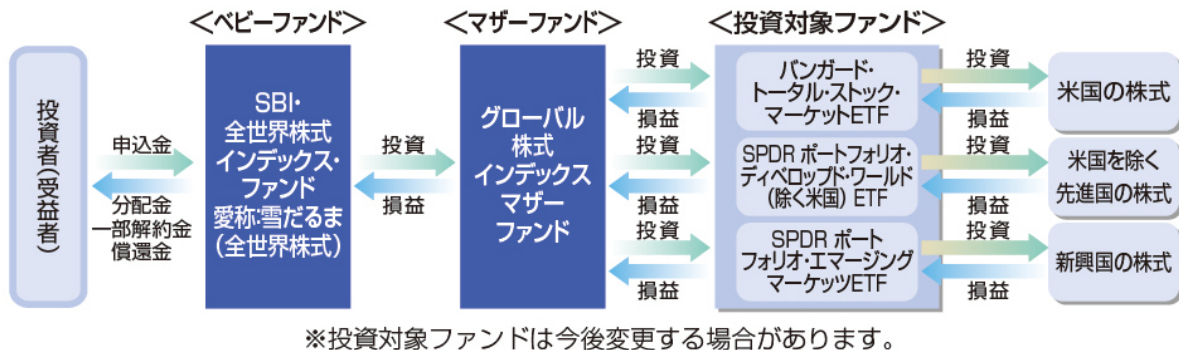 <ベビーファンド>
<マザーファンド>
<投資対象ファンド>
投資者(受益者)
申込金
分配金
一部解約金
償還金
SBI・
全世界株式
インデックス・
ファンド
愛称:雪だるま
(全世界株式)
投資
損益
グローバル
株式
インデックス
マザー
ファンド
投資
損益
投資
損益
投資
損益
バンガード・
トータル・ストック・
マーケットETF
SPDR ポートフォリオ・
ディベロップド・ワールド
(除く米国) ETF
SPDR ポート
フォリオ・エマージング
マーケッツETF
投資
損益
投資
損益
投資
損益
米国の株式
米国を除く
先進国の株式
新興国の株式
※投資対象ファンドは今後変更する場合があります。